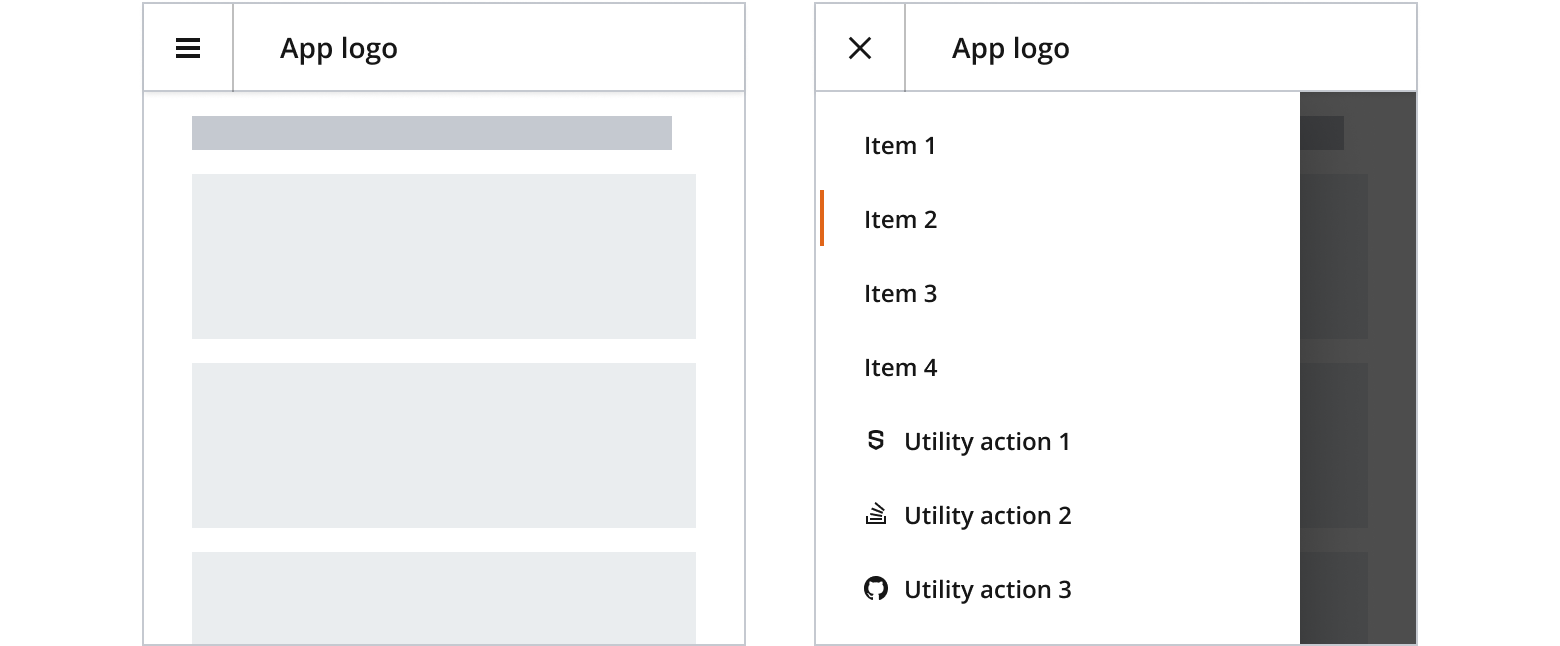 App logo
App logo
Item 1
Item 2
Item 3
Item 4
Utility action 1
Utility action 2
Utility action 3